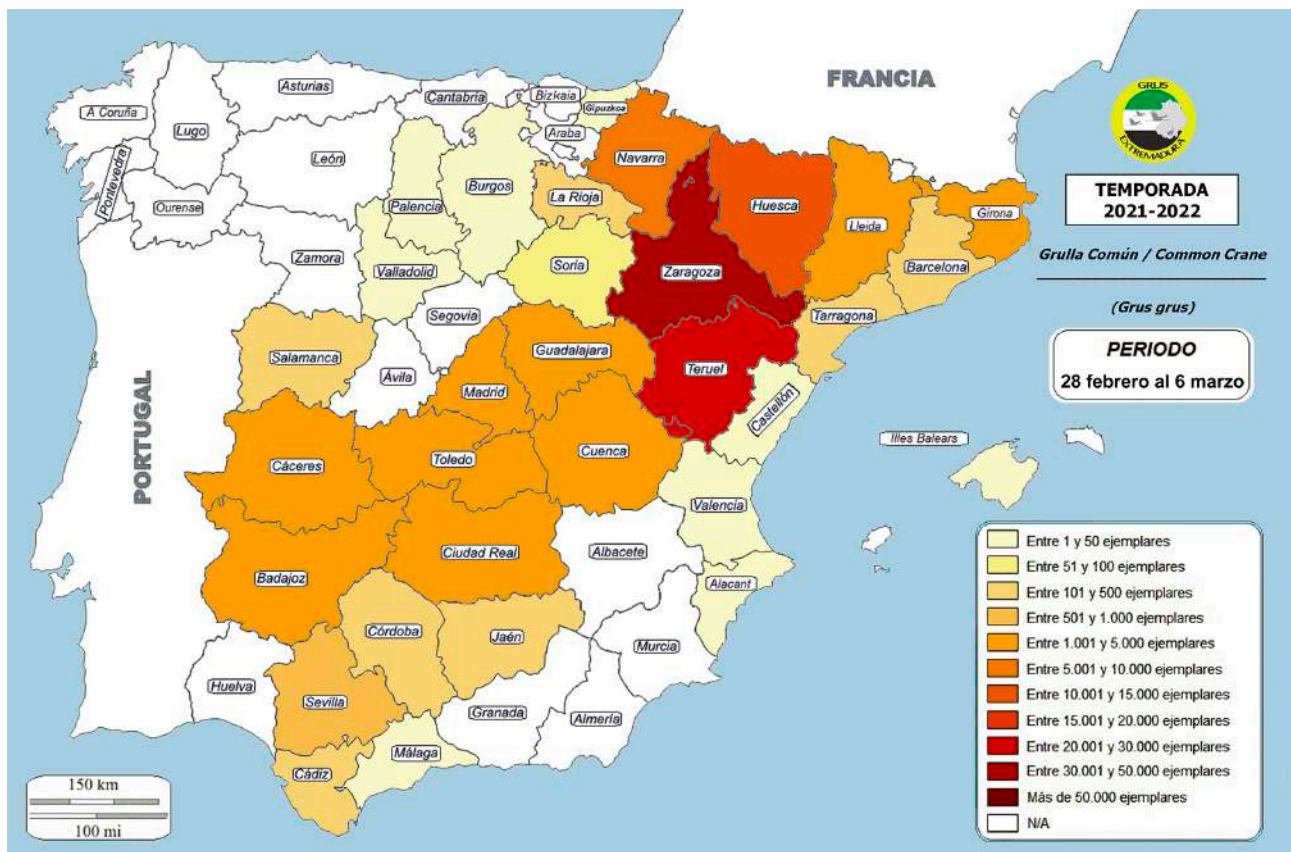 FRANCIA
GRUS
EXTREMADURA
TEMPORADA
2021-2022
Grulla Común / Common Crane
(Grus grus)
PERIODO
28 febrero al 6 marzo
A Coruña
Lugo
Asturias
Cantabria
Bizkaia
Gipuzkoa
Araba
Pontevedra
Ourense
León
Palencia
Burgos
La Rioja
Navarra
Huesca
Lleida
Girona
Zamora
Valladolid
Soria
Zaragoza
Barcelona
Segovia
Tarragona
Salamanca
Ávila
Madrid
Guadalajara
Teruel
Castellón
PORTUGAL
Cáceres
Toledo
Cuenca
Illes Balears
Valencia
Badajoz
Ciudad Real
Albacete
Alacant
Córdoba
Jaén
Murcia
Huelva
Sevilla
Granada
Almería
Málaga
Cádiz
150 km
100 mi
Entre 1 y 50 ejemplares
Entre 51 y 100 ejemplares
Entre 101 y 500 ejemplares
Entre 501 y 1.000 ejemplares
Entre 1.001 y 5.000 ejemplares
Entre 5.001 y 10.000 ejemplares
Entre 10.001 y 15.000 ejemplares
Entre 15.001 y 20.000 ejemplares
Entre 20.001 y 30.000 ejemplares
Entre 30.001 y 50.000 ejemplares
Más de 50.000 ejemplares
N/A